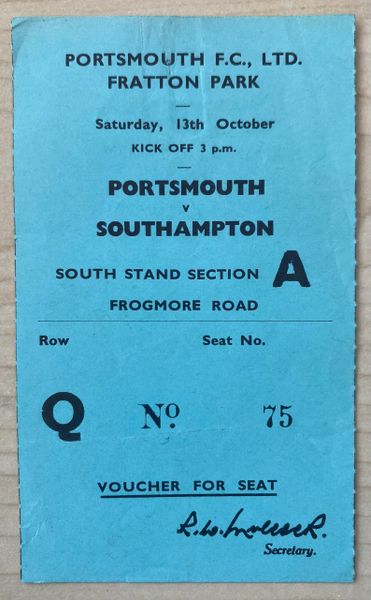 PORTSMOUTH F.C., LTD.
FRATTON PARK
Saturday, 13th October
KICK OFF 3 p.m.
PORTSMOUTH
v
SOUTHAMPTON
SOUTH STAND SECTION A
FROGMORE ROAD
Row Seat No.
Q No. 75
VOUCHER FOR SEAT
Secretary.